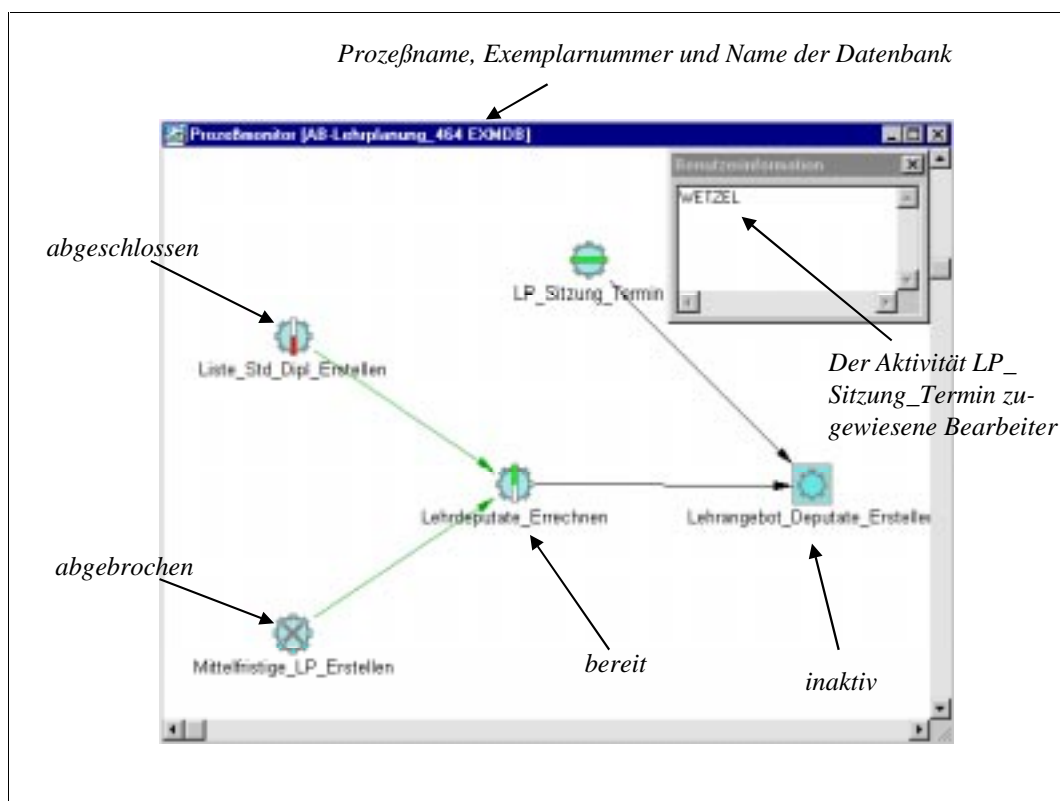 Prozeßname, Exemplarnummer und Name der Datenbank
Prozeßmonitor [AB-Lehrplanung_464 EXMDB]
Benutzerinformation
WETZEL
abgeschlossen
LP_Sitzung_Termin
Liste_Std_Dipl_Erstellen
Der Aktivität LP_
Sitzung_Termin zu-
gewiesene Bearbeiter
Lehrdeputate_Errechnen
Lehrangebot_Deputate_Erstellen
abgebrochen
Mittelfristige_LP_Erstellen
bereit
inaktiv